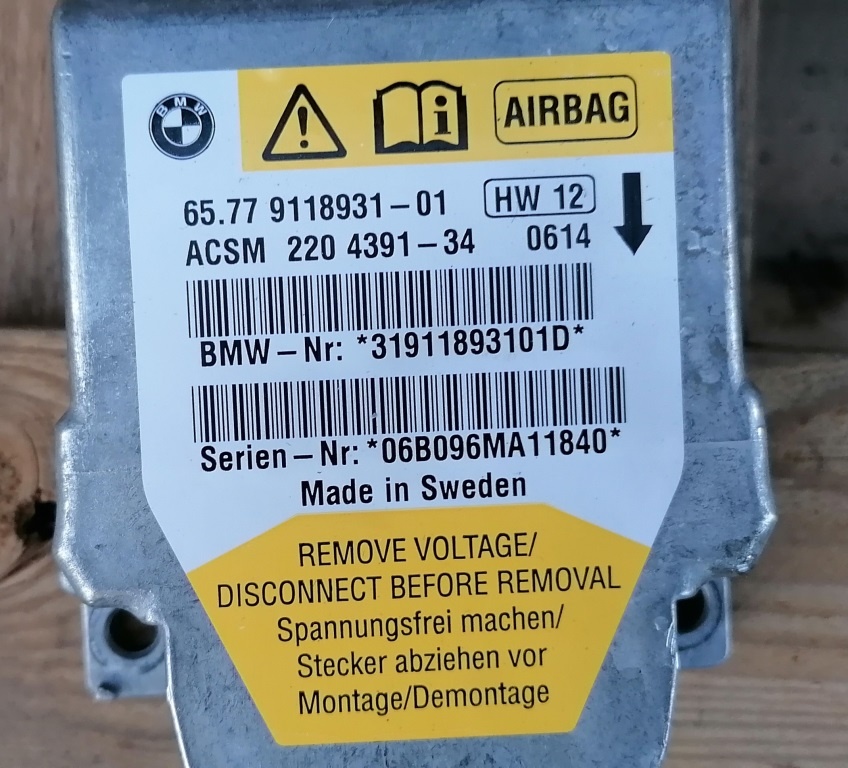 BMW
AIRBAG
65.77 9118931-01 HW 12
ACSM 220 4391-34 0614
BMW-Nr: *31911893101D*
Serien-Nr: *06B096MA11840*
Made in Sweden
REMOVE VOLTAGE/
DISCONNECT BEFORE REMOVAL
Spannungsfrei machen/
Stecker abziehen vor
Montage/Demontage